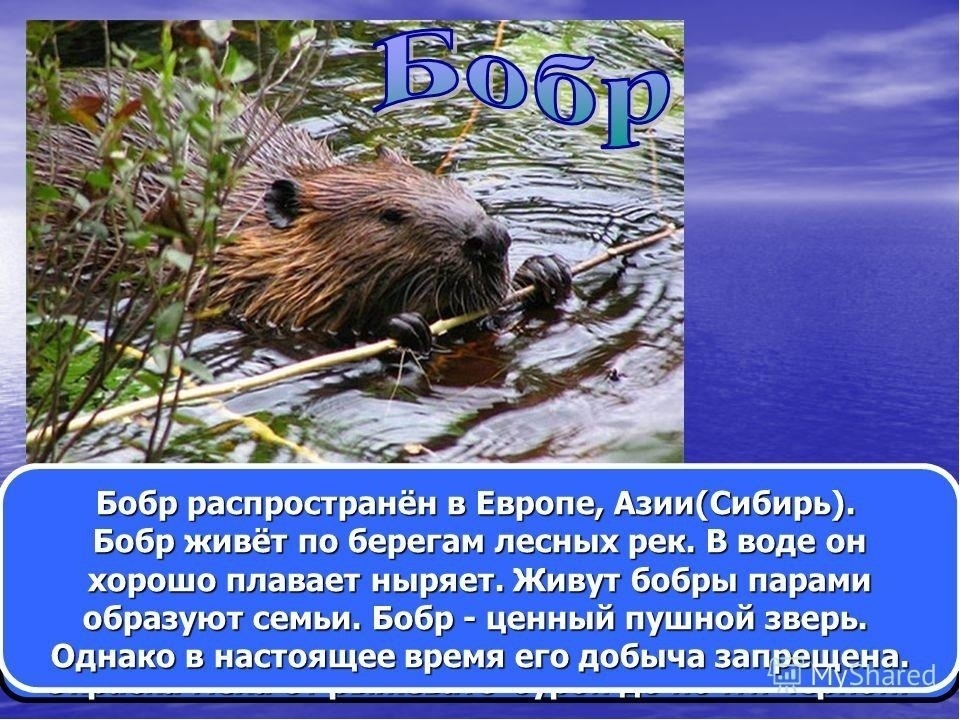 Бобр
Бобр распространён в Европе, Азии(Сибирь).
Бобр живёт по берегам лесных рек. В воде он
хорошо плавает ныряет. Живут бобры парами
образуют семьи. Бобр - ценный пушной зверь.
Однако в настоящее время его добыча запрещена.
MyShared